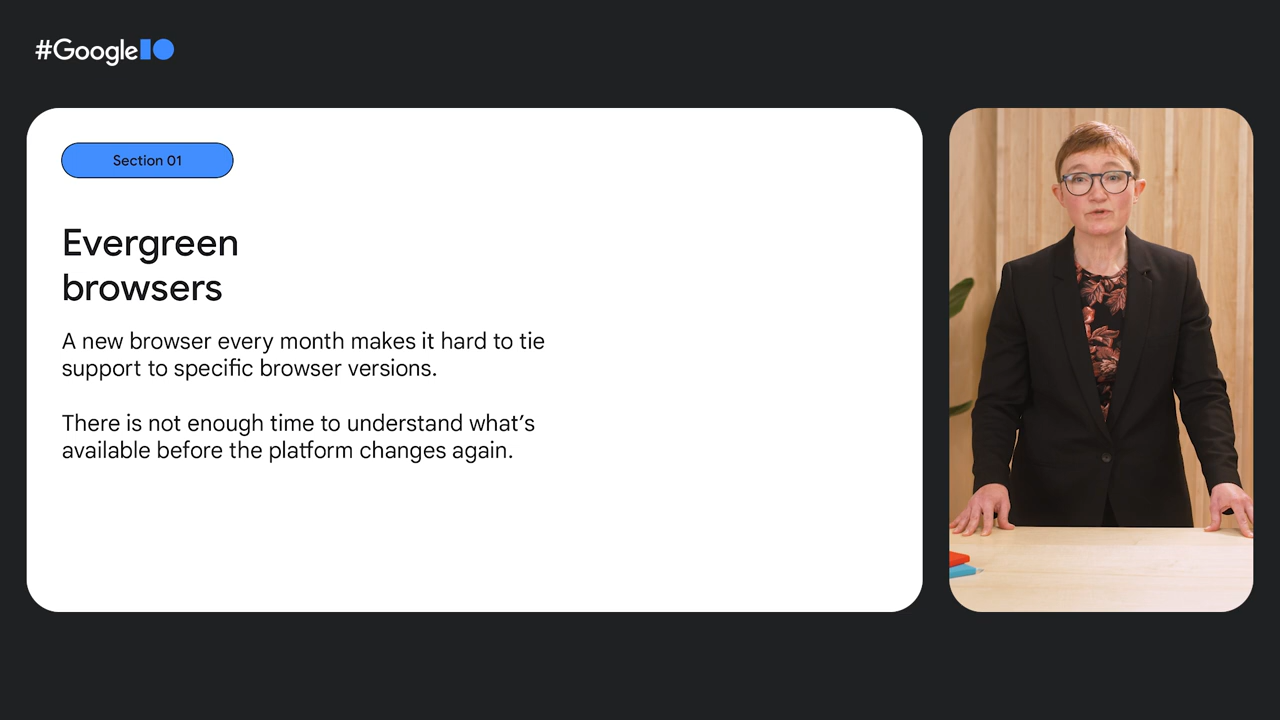 #GoogleIO
Section 01
Evergreen
browsers
A new browser every month makes it hard to tie
support to specific browser versions.
There is not enough time to understand what’s
available before the platform changes again.